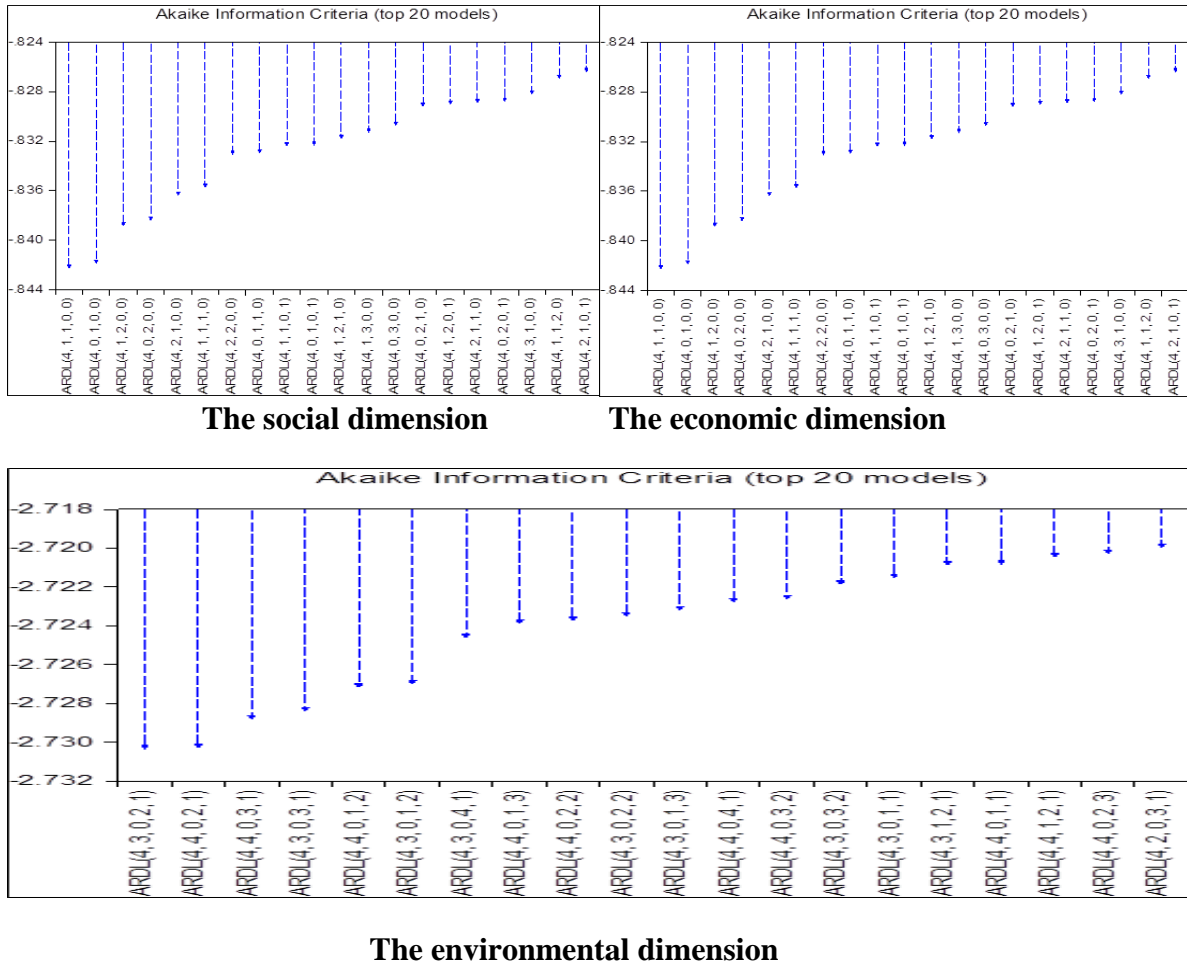 Akaike Information Criteria (top 20 models)
-.824
-.828
-.832
-.836
-.840
-.844
ARDL(4, 1, 1, 0, 0)
ARDL(4, 0, 1, 0, 0)
ARDL(4, 1, 2, 0, 0)
ARDL(4, 0, 2, 0, 0)
ARDL(4, 2, 1, 0, 0)
ARDL(4, 1, 1, 1, 0)
ARDL(4, 2, 2, 0, 0)
ARDL(4, 0, 1, 1, 0)
ARDL(4, 1, 1, 0, 1)
ARDL(4, 0, 1, 0, 1)
ARDL(4, 1, 2, 1, 0)
ARDL(4, 1, 3, 0, 0)
ARDL(4, 0, 3, 0, 0)
ARDL(4, 0, 2, 1, 0)
ARDL(4, 1, 2, 0, 1)
ARDL(4, 2, 1, 1, 0)
ARDL(4, 0, 2, 0, 1)
ARDL(4, 3, 1, 0, 0)
ARDL(4, 1, 1, 2, 0)
ARDL(4, 2, 1, 0, 1)
Akaike Information Criteria (top 20 models)
-.824
-.828
-.832
-.836
-.840
-.844
ARDL(4, 1, 1, 0, 0)
ARDL(4, 0, 1, 0, 0)
ARDL(4, 1, 2, 0, 0)
ARDL(4, 0, 2, 0, 0)
ARDL(4, 2, 1, 0, 0)
ARDL(4, 1, 1, 1, 0)
ARDL(4, 2, 2, 0, 0)
ARDL(4, 0, 1, 1, 0)
ARDL(4, 1, 1, 0, 1)
ARDL(4, 0, 1, 0, 1)
ARDL(4, 1, 2, 1, 0)
ARDL(4, 1, 3, 0, 0)
ARDL(4, 0, 3, 0, 0)
ARDL(4, 0, 2, 1, 0)
ARDL(4, 1, 2, 0, 1)
ARDL(4, 2, 1, 1, 0)
ARDL(4, 0, 2, 0, 1)
ARDL(4, 3, 1, 0, 0)
ARDL(4, 1, 1, 2, 0)
ARDL(4, 2, 1, 0, 1)
The social dimension
The economic dimension
Akaike Information Criteria (top 20 models)
-2.718
-2.720
-2.722
-2.724
-2.726
-2.728
-2.730
-2.732
ARDL(4, 3, 0, 2, 1)
ARDL(4, 4, 0, 2, 1)
ARDL(4, 4, 0, 3, 1)
ARDL(4, 3, 0, 3, 1)
ARDL(4, 4, 0, 1, 2)
ARDL(4, 3, 0, 1, 2)
ARDL(4, 3, 0, 4, 1)
ARDL(4, 4, 0, 1, 3)
ARDL(4, 4, 0, 2, 2)
ARDL(4, 3, 0, 2, 2)
ARDL(4, 3, 0, 1, 3)
ARDL(4, 4, 0, 4, 1)
ARDL(4, 4, 0, 3, 2)
ARDL(4, 3, 0, 3, 2)
ARDL(4, 3, 0, 1, 1)
ARDL(4, 3, 1, 2, 1)
ARDL(4, 4, 0, 1, 1)
ARDL(4, 4, 1, 2, 1)
ARDL(4, 4, 0, 2, 3)
ARDL(4, 2, 0, 3, 1)
The environmental dimension